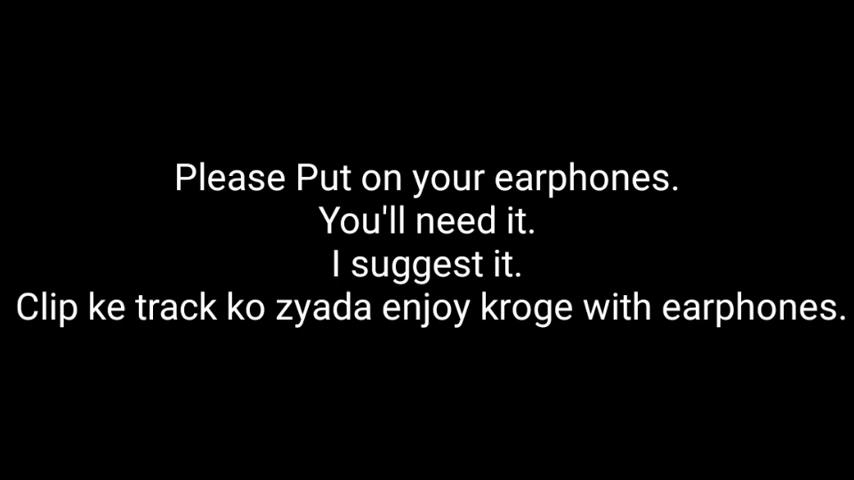 Please Put on your earphones.
You'll need it.
I suggest it.
Clip ke track ko zyada enjoy kroge with earphones.